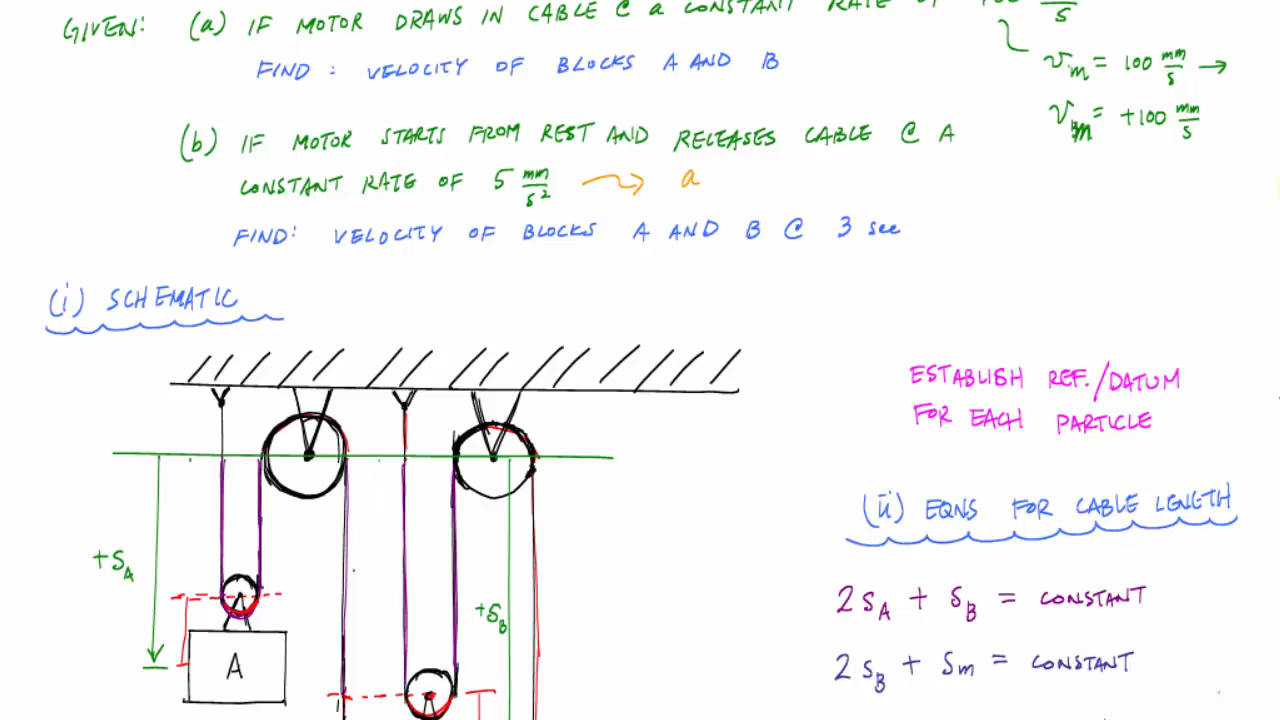 GIVEN: (a) IF MOTOR DRAWS IN CABLE @ a CONSTANT RATE OF 100 mm/s
FIND: VELOCITY OF BLOCKS A AND B
v_m = 100 mm/s →
v_m = +100 mm/s
(b) IF MOTOR STARTS FROM REST AND RELEASES CABLE @ A
CONSTANT RATE OF 5 mm/s² → a
FIND: VELOCITY OF BLOCKS A AND B @ 3 sec
(i) SCHEMATIC
ESTABLISH REF./DATUM
FOR EACH PARTICLE
(ii) EQNS FOR CABLE LENGTH
+S_A
+S_B
A
2S_A + S_B = CONSTANT
2S_B + S_m = CONSTANT